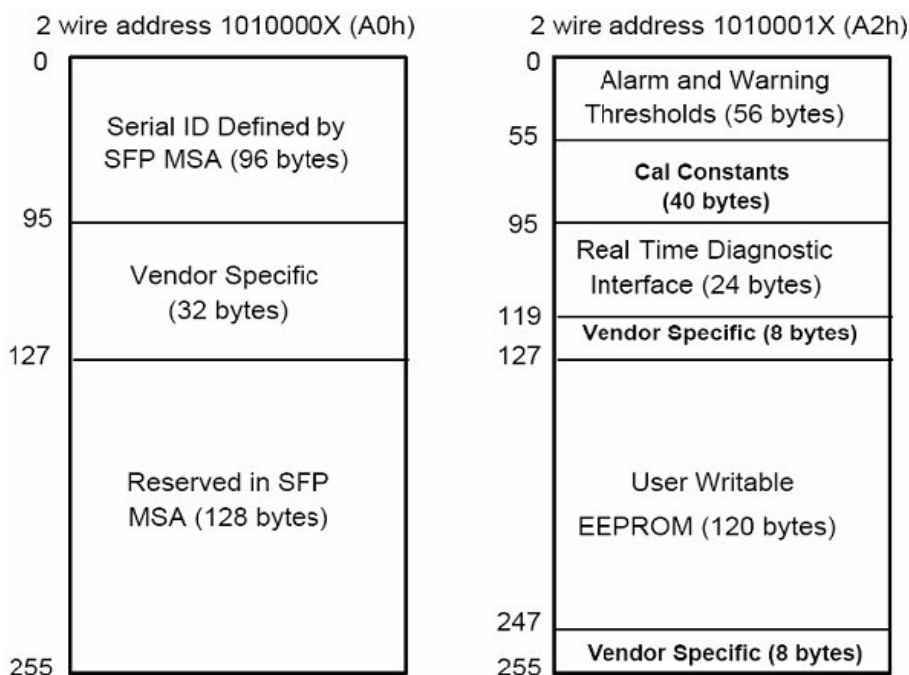 2 wire address 1010000X (A0h)
0
Serial ID Defined by
SFP MSA (96 bytes)
95
Vendor Specific
(32 bytes)
127
Reserved in SFP
MSA (128 bytes)
255
2 wire address 1010001X (A2h)
0
Alarm and Warning
Thresholds (56 bytes)
55
Cal Constants
(40 bytes)
95
Real Time Diagnostic
Interface (24 bytes)
119
Vendor Specific (8 bytes)
127
User Writable
EEPROM (120 bytes)
247
Vendor Specific (8 bytes)
255